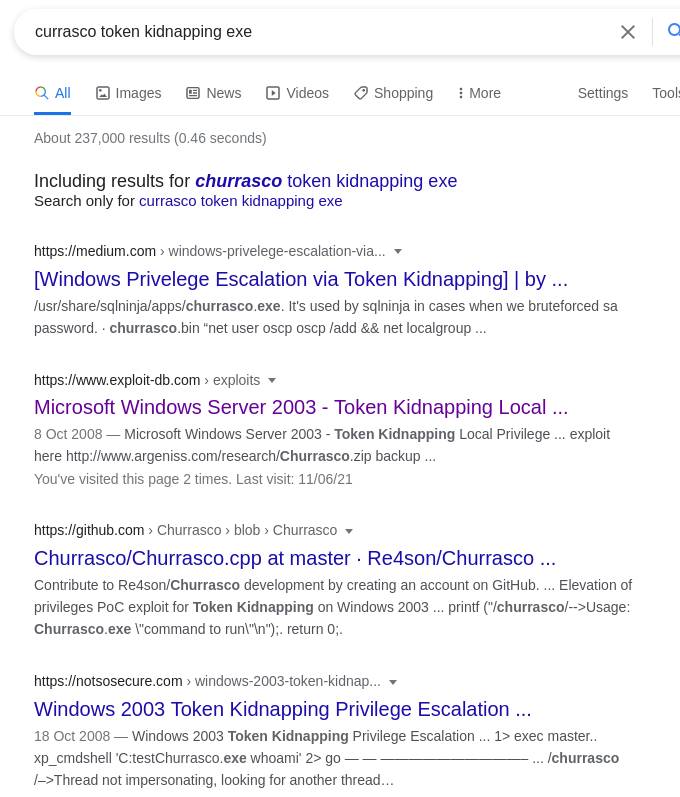 currasco token kidnapping exe
All Images News Videos Shopping More Settings Tools
About 237,000 results (0.46 seconds)
Including results for churrasco token kidnapping exe
Search only for currasco token kidnapping exe
https://medium.com › windows-privelege-escalation-via...
[Windows Privelege Escalation via Token Kidnapping] | by ...
/usr/share/sqlninja/apps/churrasco.exe. It's used by sqlninja in cases when we bruteforced sa
password. · churrasco.bin “net user oscp oscp /add && net localgroup ...
https://www.exploit-db.com › exploits
Microsoft Windows Server 2003 - Token Kidnapping Local ...
8 Oct 2008 — Microsoft Windows Server 2003 - Token Kidnapping Local Privilege ... exploit
here http://www.argeniss.com/research/Churrasco.zip backup ...
You've visited this page 2 times. Last visit: 11/06/21
https://github.com › Churrasco › blob › Churrasco
Churrasco/Churrasco.cpp at master · Re4son/Churrasco ...
Contribute to Re4son/Churrasco development by creating an account on GitHub. ... Elevation of
privileges PoC exploit for Token Kidnapping on Windows 2003 ... printf ("/churrasco/-->Usage:
Churrasco.exe \"command to run\"\n");. return 0;.
https://notsosecure.com › windows-2003-token-kidnap...
Windows 2003 Token Kidnapping Privilege Escalation ...
18 Oct 2008 — Windows 2003 Token Kidnapping Privilege Escalation ... 1> exec master..
xp_cmdshell 'C:testChurrasco.exe whoami' 2> go — — ——————————– ... /churrasco
/–>Thread not impersonating, looking for another thread…